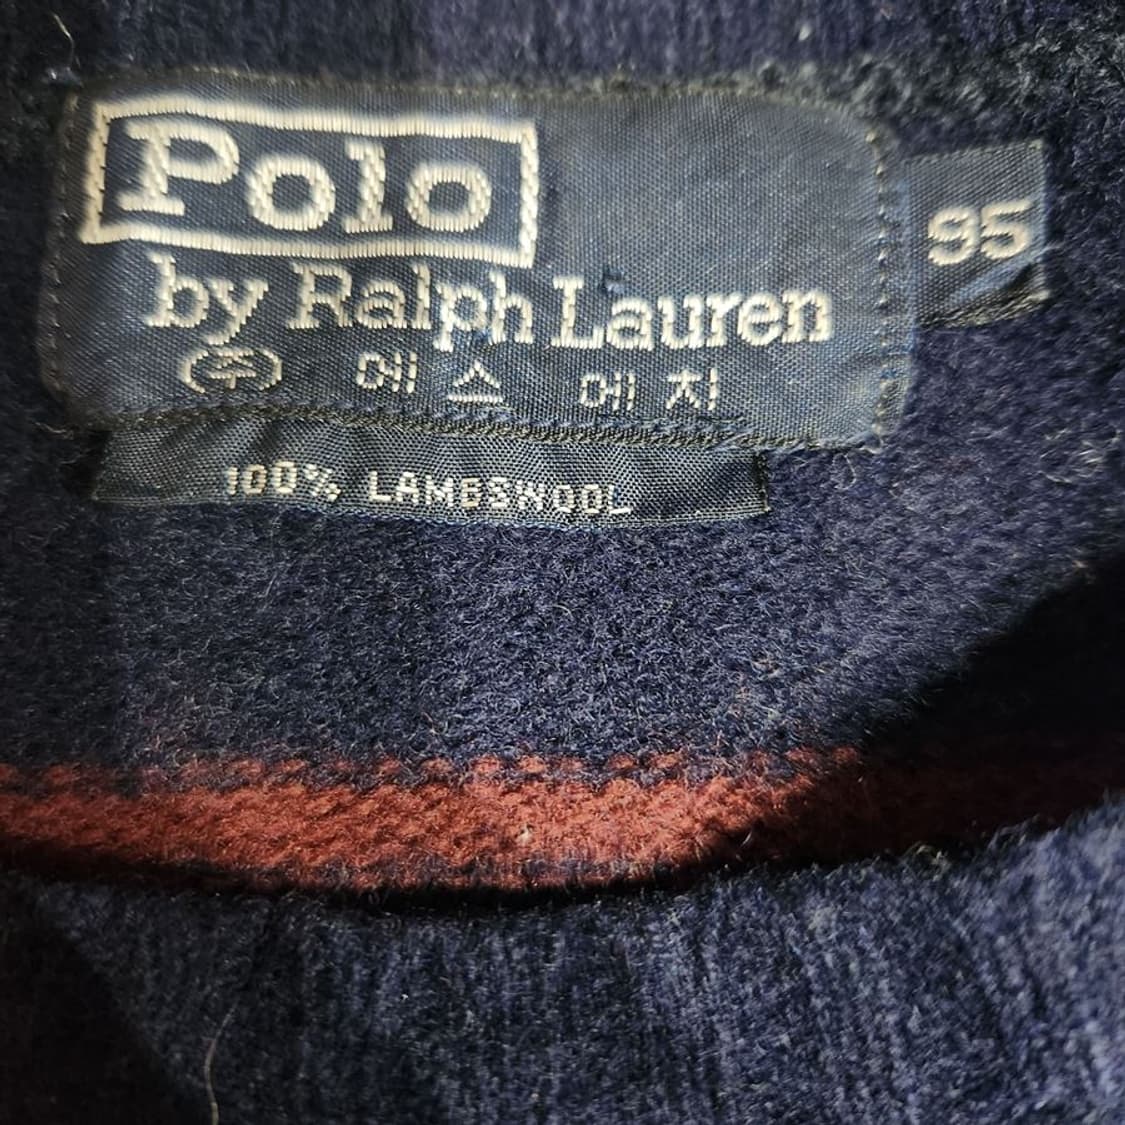 Polo
by Ralph Lauren
(주) 에스 에치
95
100% LAMBSWOOL